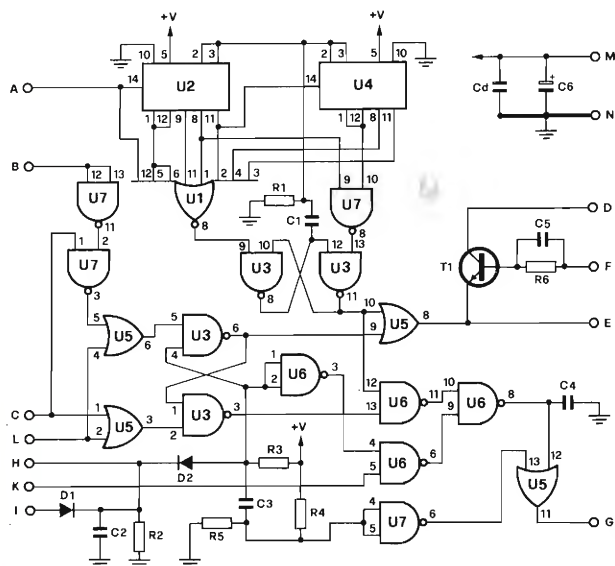 +V +V
10 5 2 3 2 3 5 10 M
A 14 U2 14 U4 Cd + C6
1 12 9 8 11 1 12 8 11 N
B 12 13 12 5 6 11 1 2 4 3 9 10
U7 U1 R1 C1 U7 D
11 8 9 10 12 13 8 C5
1 2 U3 U3 T1 F
U7 8 11 R6
3 10
5 U5 6 5 U3 6 9 U5 8 E
4 4 1 U6 3
2 12 11 10 8 C4
C 1 3 1 3 13 U6 9 U6
L 2 U5 2 U3
R3 +V 4
H D2 U6 6 13 12
K 5 U5
I D1 C3 R4 4 11 G
C2 R2 R5 U7 6
5